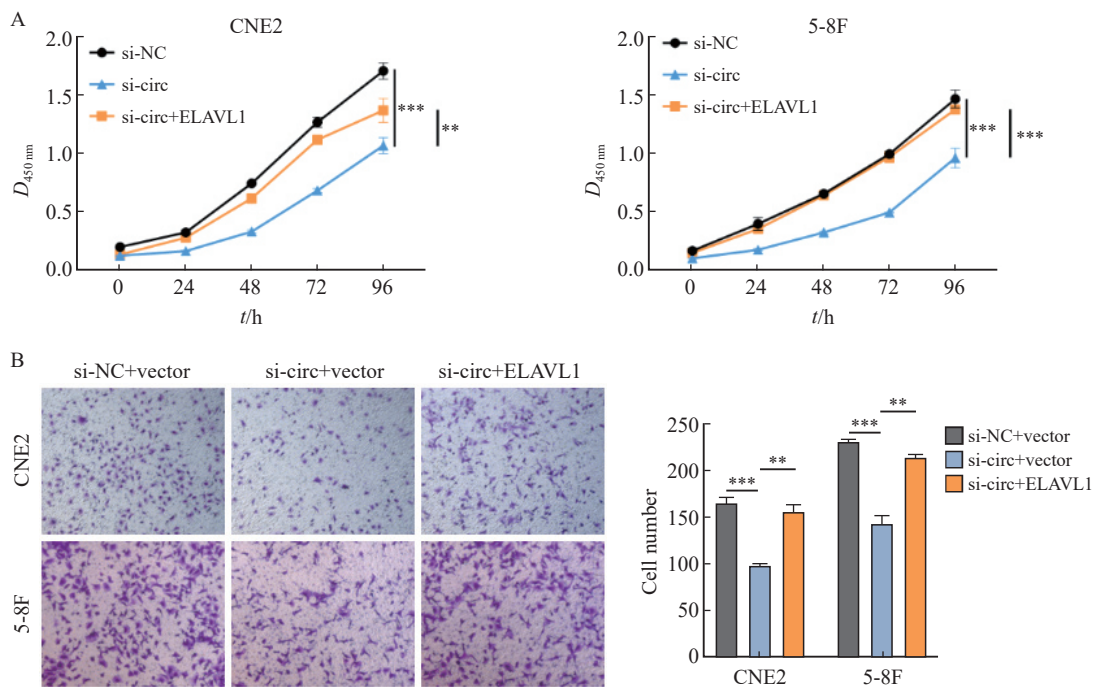 A
CNE2
2.0
1.5
1.0
0.5
0.0
D450 nm
si-NC
si-circ
si-circ+ELAVL1
***
**
0 24 48 72 96
t/h
5-8F
2.0
1.5
1.0
0.5
0.0
D450 nm
si-NC
si-circ
si-circ+ELAVL1
***
***
0 24 48 72 96
t/h
B
si-NC+vector si-circ+vector si-circ+ELAVL1
CNE2
5-8F
250
200
150
100
50
0
Cell number
*** **
*** **
CNE2 5-8F
si-NC+vector
si-circ+vector
si-circ+ELAVL1